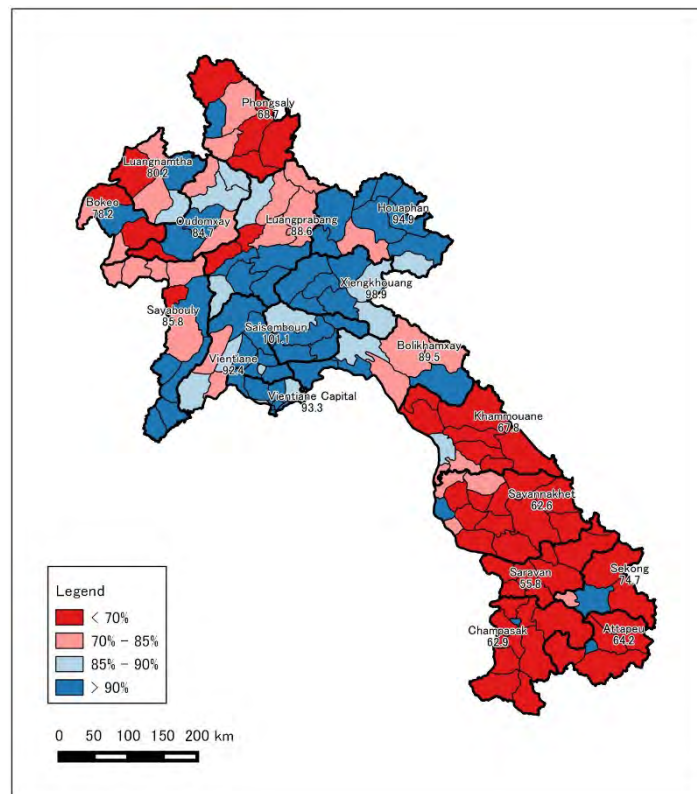 Phongsaly
68.7
Luangnamtha
80.2
Bokeo
78.2
Oudomxay
84.7
Luangprabang
88.6
Houaphan
94.9
Xiengkhouang
98.9
Sayabouly
85.8
Saisomboun
101.1
Vientiane
92.4
Bolikhamxay
89.5
Vientiane Capital
93.3
Khammouane
67.8
Savannakhet
62.6
Saravan
55.8
Sekong
74.7
Champasak
62.9
Attapeu
64.2
Legend
< 70%
70% - 85%
85% - 90%
> 90%
0 50 100 150 200 km